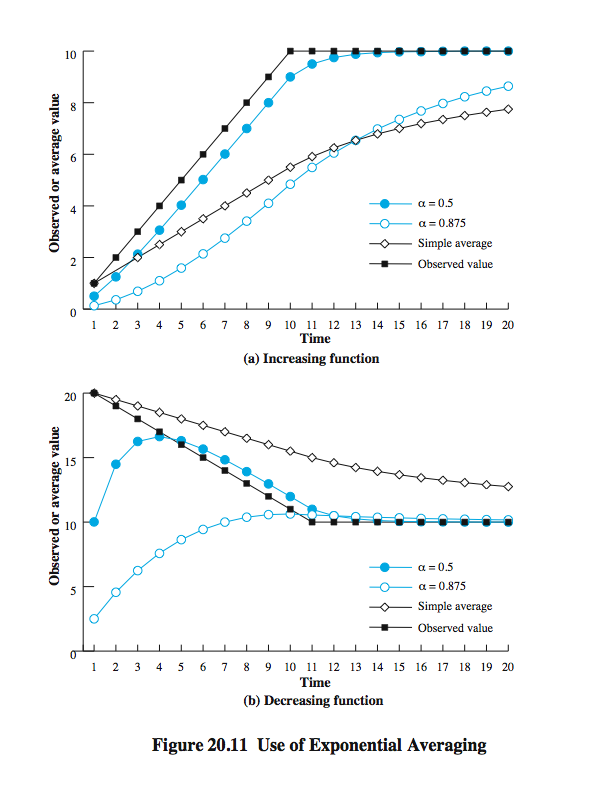 10
8
6
4
2
0
Observed or average value
α = 0.5
α = 0.875
Simple average
Observed value
1 2 3 4 5 6 7 8 9 10 11 12 13 14 15 16 17 18 19 20
Time
(a) Increasing function
20
15
10
5
0
Observed or average value
α = 0.5
α = 0.875
Simple average
Observed value
1 2 3 4 5 6 7 8 9 10 11 12 13 14 15 16 17 18 19 20
Time
(b) Decreasing function
Figure 20.11 Use of Exponential Averaging